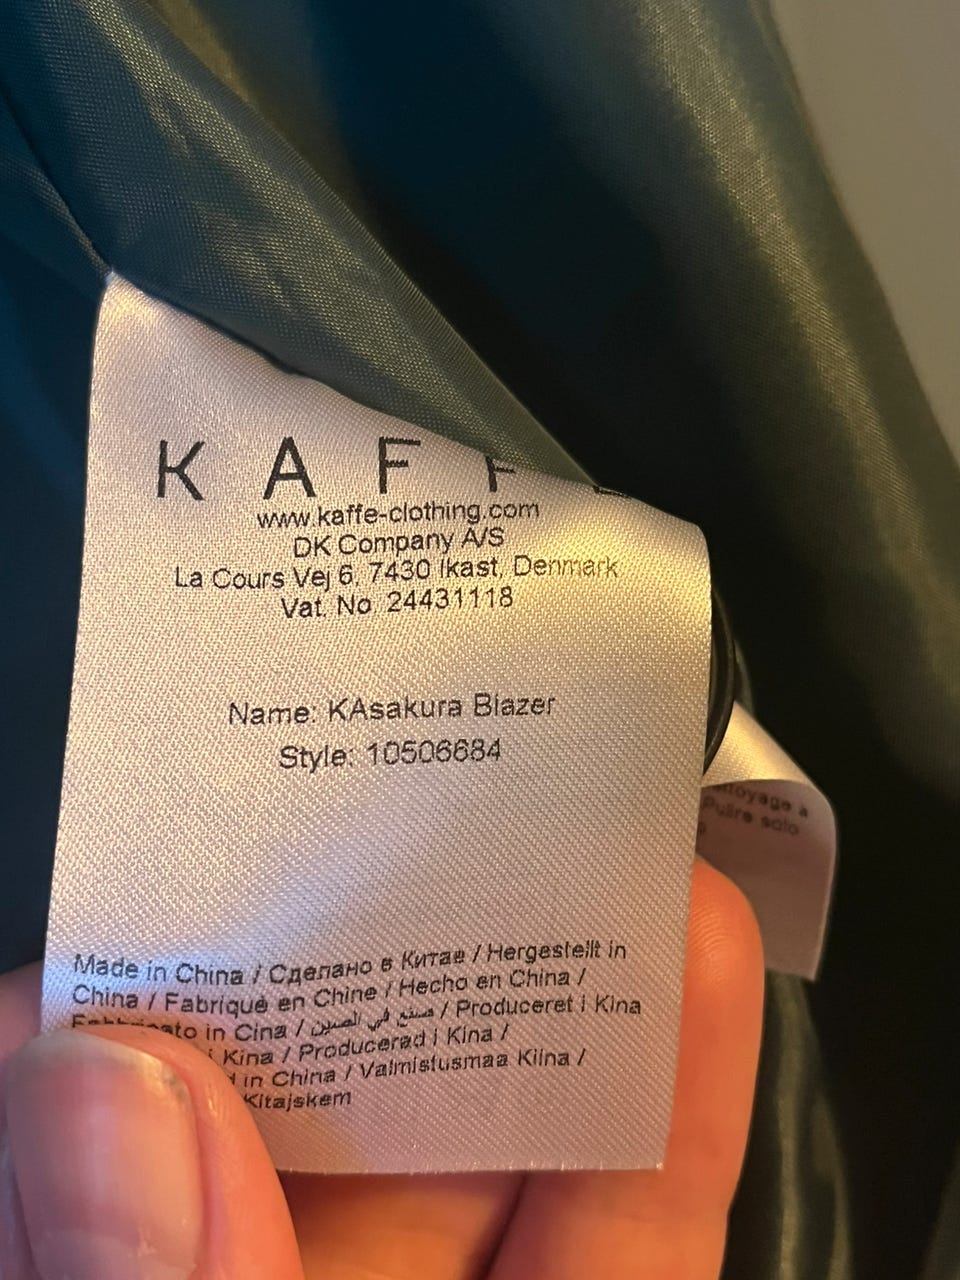 K A F F E
www.kaffe-clothing.com
DK Company A/S
La Cours Vej 6. 7430 Ikast, Denmark
Vat. No. 24431118
Name: KAsakura Blazer
Style: 10506684
Made in China / Сделано в Китае / Hergestellt in
China / Fabriqué en Chine / Hecho en China /
in Cina / صنع في الصين / Produceret i Kina
i Kina / Producerad i Kina /
in China / Valmistusmaa Kiina /
Kitajskem
à
Pulire solo